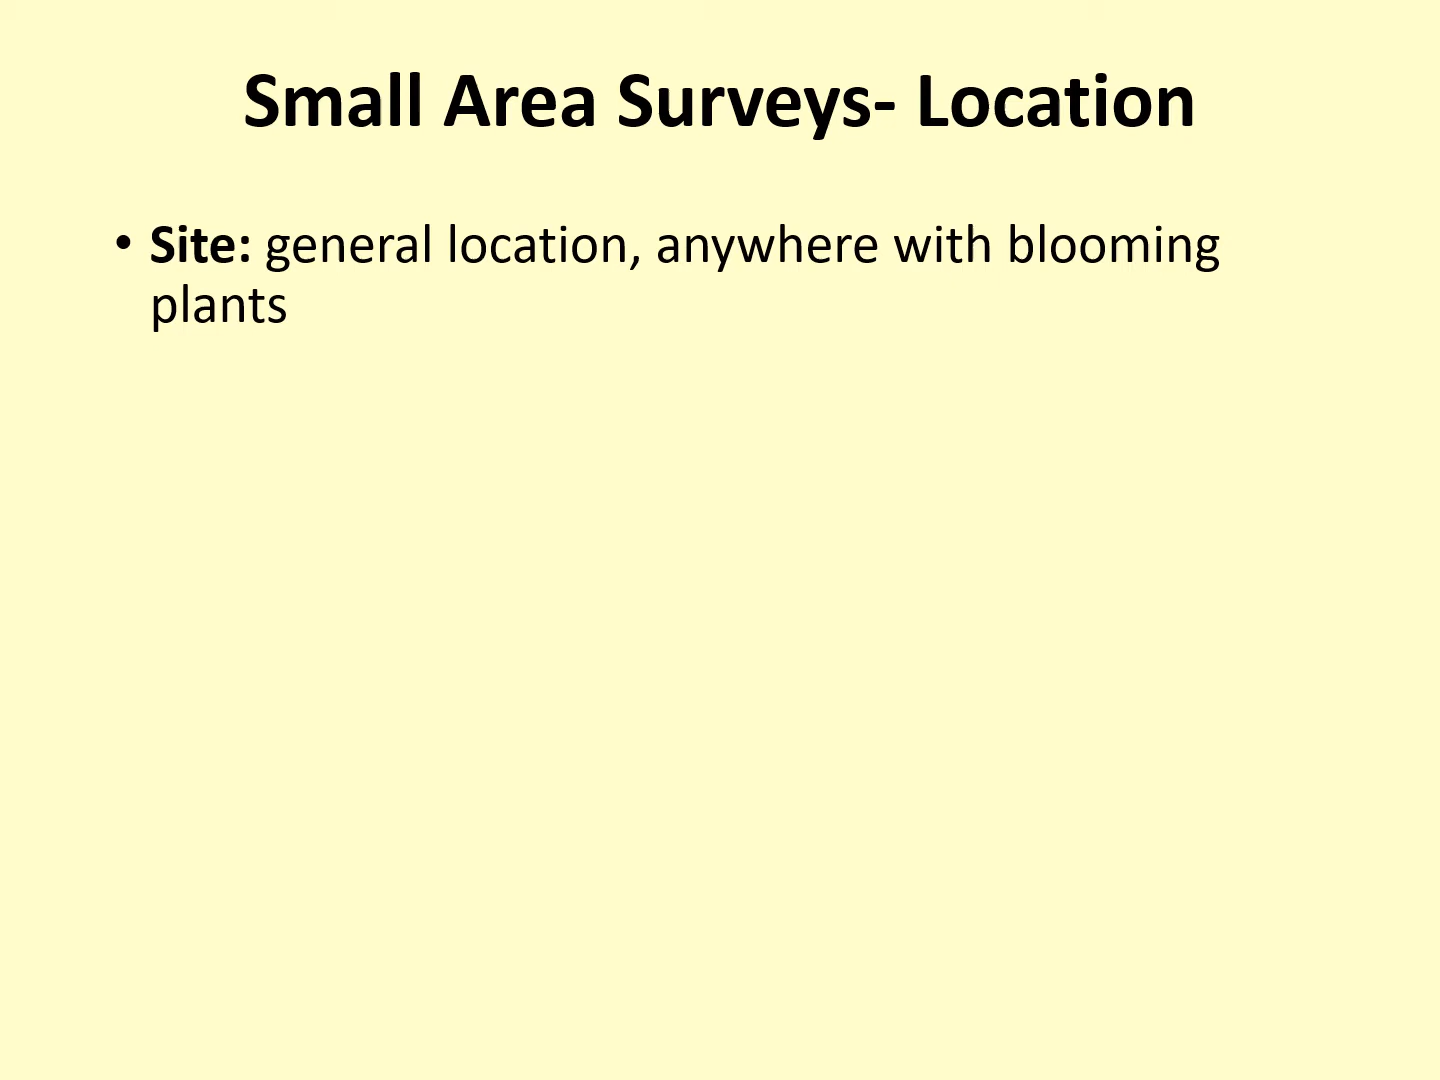 Small Area Surveys- Location
• Site: general location, anywhere with blooming
plants